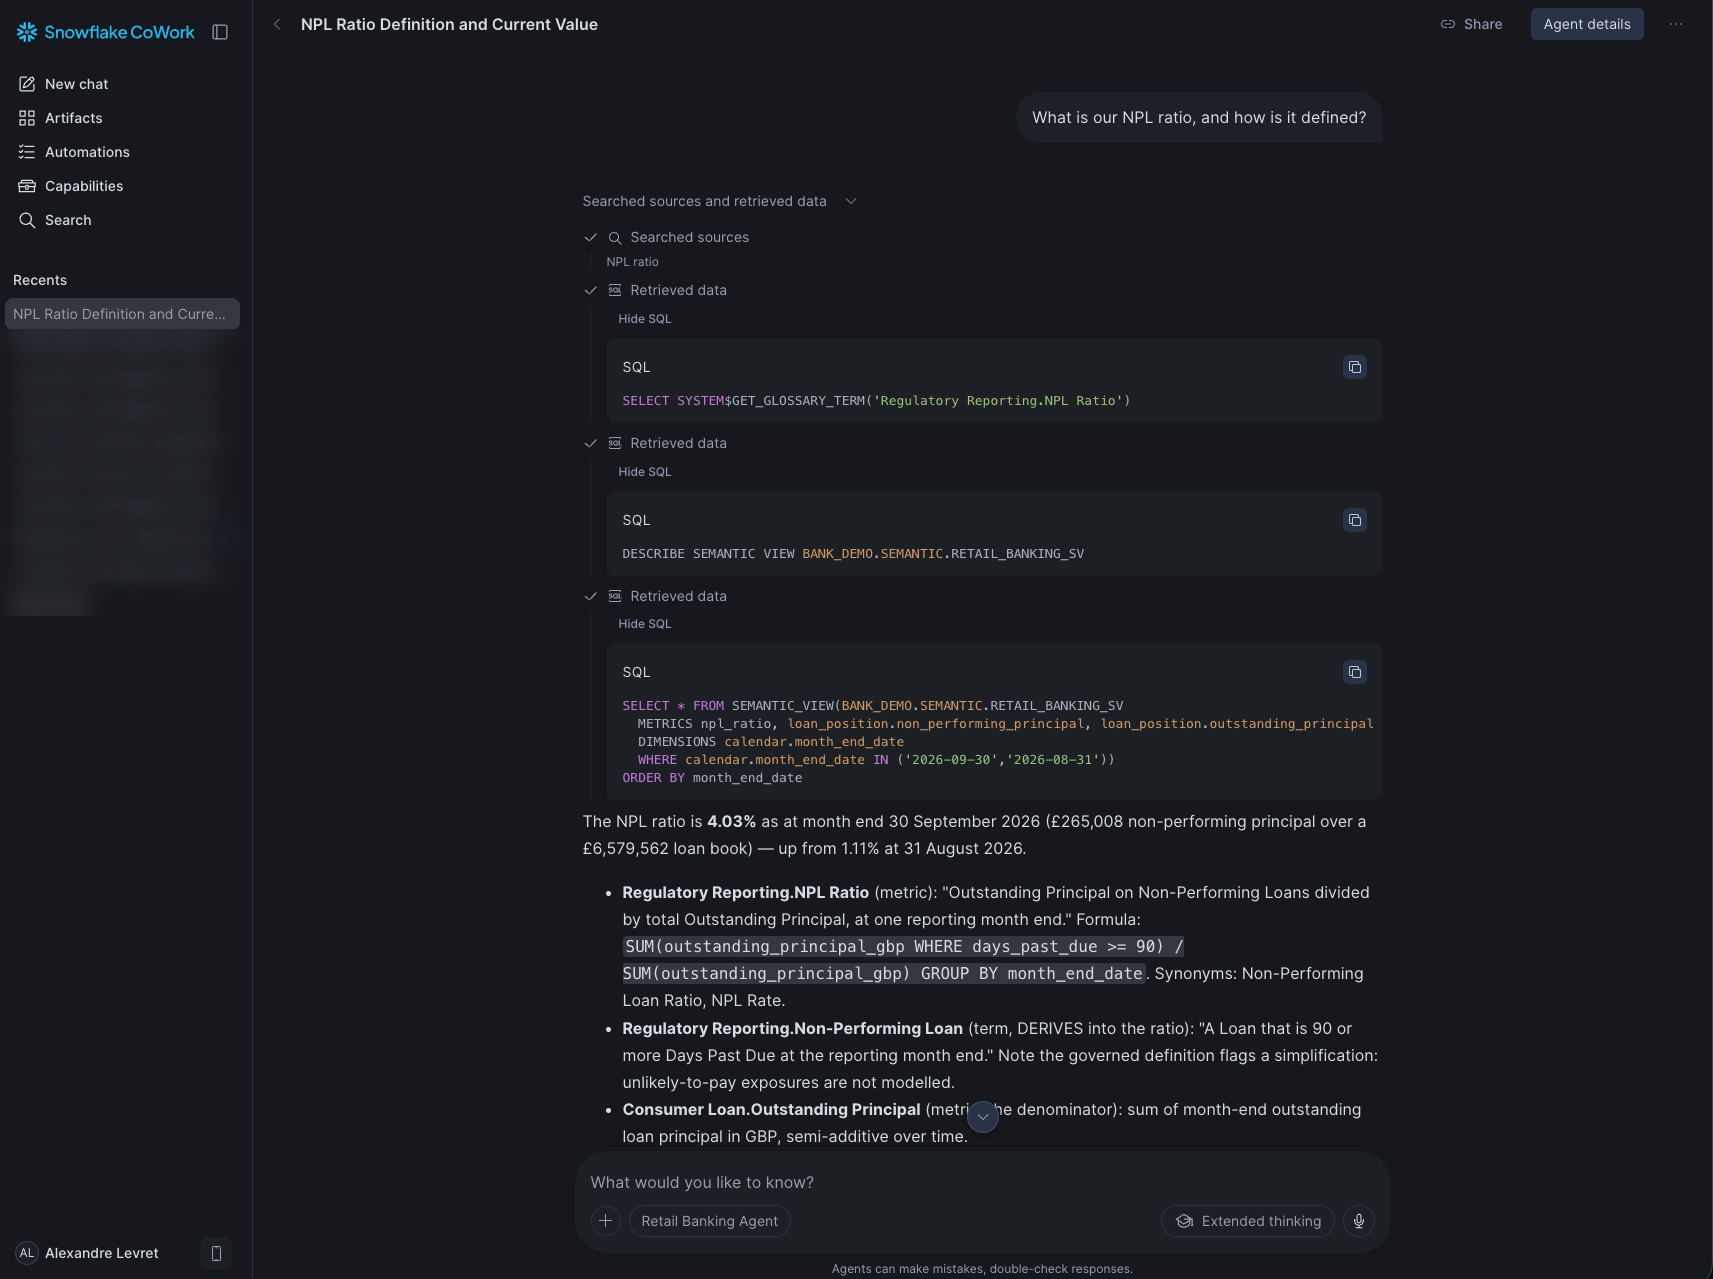 Snowflake CoWork
New chat
Artifacts
Automations
Capabilities
Search
Recents
NPL Ratio Definition and Curre...
AL Alexandre Levret
NPL Ratio Definition and Current Value
Share
Agent details
What is our NPL ratio, and how is it defined?
Searched sources and retrieved data
Searched sources
NPL ratio
SQL Retrieved data
Hide SQL
SQL
SELECT SYSTEM$GET_GLOSSARY_TERM('Regulatory Reporting.NPL Ratio')
SQL Retrieved data
Hide SQL
SQL
DESCRIBE SEMANTIC VIEW BANK_DEMO.SEMANTIC.RETAIL_BANKING_SV
SQL Retrieved data
Hide SQL
SQL
SELECT * FROM SEMANTIC_VIEW(BANK_DEMO.SEMANTIC.RETAIL_BANKING_SV
METRICS npl_ratio, loan_position.non_performing_principal, loan_position.outstanding_principal
DIMENSIONS calendar.month_end_date
WHERE calendar.month_end_date IN ('2026-09-30','2026-08-31'))
ORDER BY month_end_date
The NPL ratio is 4.03% as at month end 30 September 2026 (£265,008 non-performing principal over a
£6,579,562 loan book) — up from 1.11% at 31 August 2026.
• Regulatory Reporting.NPL Ratio (metric): "Outstanding Principal on Non-Performing Loans divided
by total Outstanding Principal, at one reporting month end." Formula:
SUM(outstanding_principal_gbp WHERE days_past_due >= 90) /
SUM(outstanding_principal_gbp) GROUP BY month_end_date. Synonyms: Non-Performing
Loan Ratio, NPL Rate.
• Regulatory Reporting.Non-Performing Loan (term, DERIVES into the ratio): "A Loan that is 90 or
more Days Past Due at the reporting month end." Note the governed definition flags a simplification:
unlikely-to-pay exposures are not modelled.
• Consumer Loan.Outstanding Principal (metri he denominator): sum of month-end outstanding
loan principal in GBP, semi-additive over time.
What would you like to know?
Retail Banking Agent
Extended thinking
Agents can make mistakes, double-check responses.